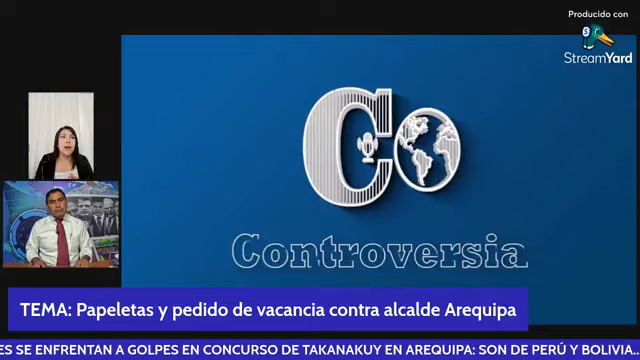 Producido con
StreamYard
CO
Controversia
TEMA: Papeletas y pedido de vacancia contra alcalde Arequipa
ES SE ENFRENTAN A GOLPES EN CONCURSO DE TAKANAKUY EN AREQUIPA: SON DE PERÚ Y BOLIVIA...